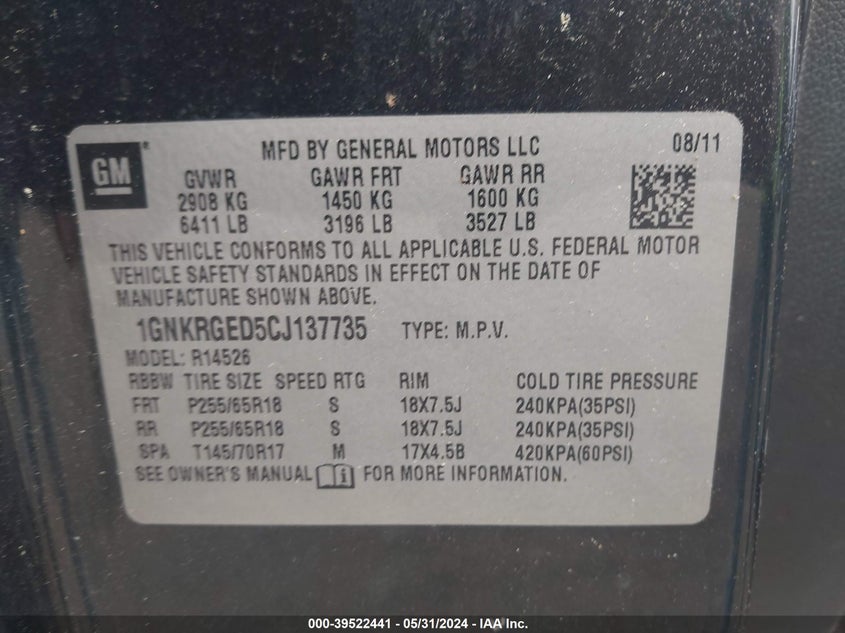 GM
MFD BY GENERAL MOTORS LLC 08/11
GVWR GAWR FRT GAWR RR
2908 KG 1450 KG 1600 KG
6411 LB 3196 LB 3527 LB
THIS VEHICLE CONFORMS TO ALL APPLICABLE U.S. FEDERAL MOTOR
VEHICLE SAFETY STANDARDS IN EFFECT ON THE DATE OF
MANUFACTURE SHOWN ABOVE.
1GNKRGED5CJ137735 TYPE: M.P.V.
MODEL: R14526
RBBW TIRE SIZE SPEED RTG RIM COLD TIRE PRESSURE
FRT P255/65R18 S 18X7.5J 240KPA(35PSI)
RR P255/65R18 S 18X7.5J 240KPA(35PSI)
SPA T145/70R17 M 17X4.5B 420KPA(60PSI)
SEE OWNER'S MANUAL FOR MORE INFORMATION.
000-39522441 - 05/31/2024 - IAA Inc.